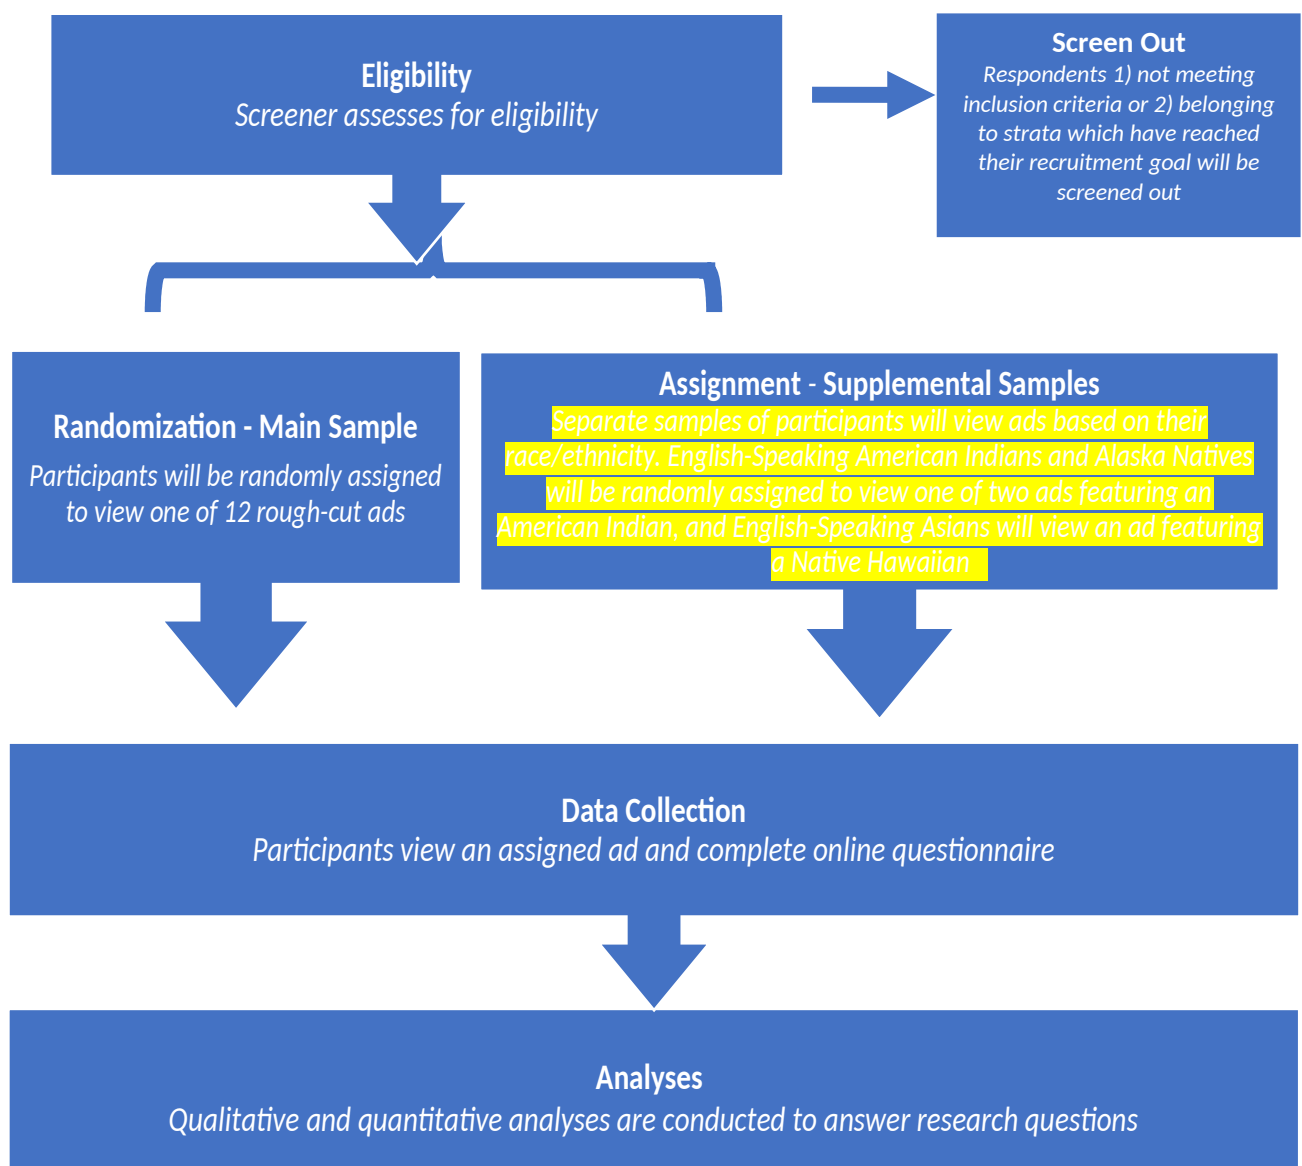 Eligibility
Screener assesses for eligibility
Screen Out
Respondents 1) not meeting
inclusion criteria or 2) belonging
to strata which have reached
their recruitment goal will be
screened out
Randomization - Main Sample
Participants will be randomly assigned
to view one of 12 rough-cut ads
Assignment - Supplemental Samples
Separate samples of participants will view ads based on their
race/ethnicity. English-Speaking American Indians and Alaska Natives
will be randomly assigned to view one of two ads featuring an
American Indian, and English-Speaking Asians will view an ad featuring
a Native Hawaiian
Data Collection
Participants view an assigned ad and complete online questionnaire
Analyses
Qualitative and quantitative analyses are conducted to answer research questions